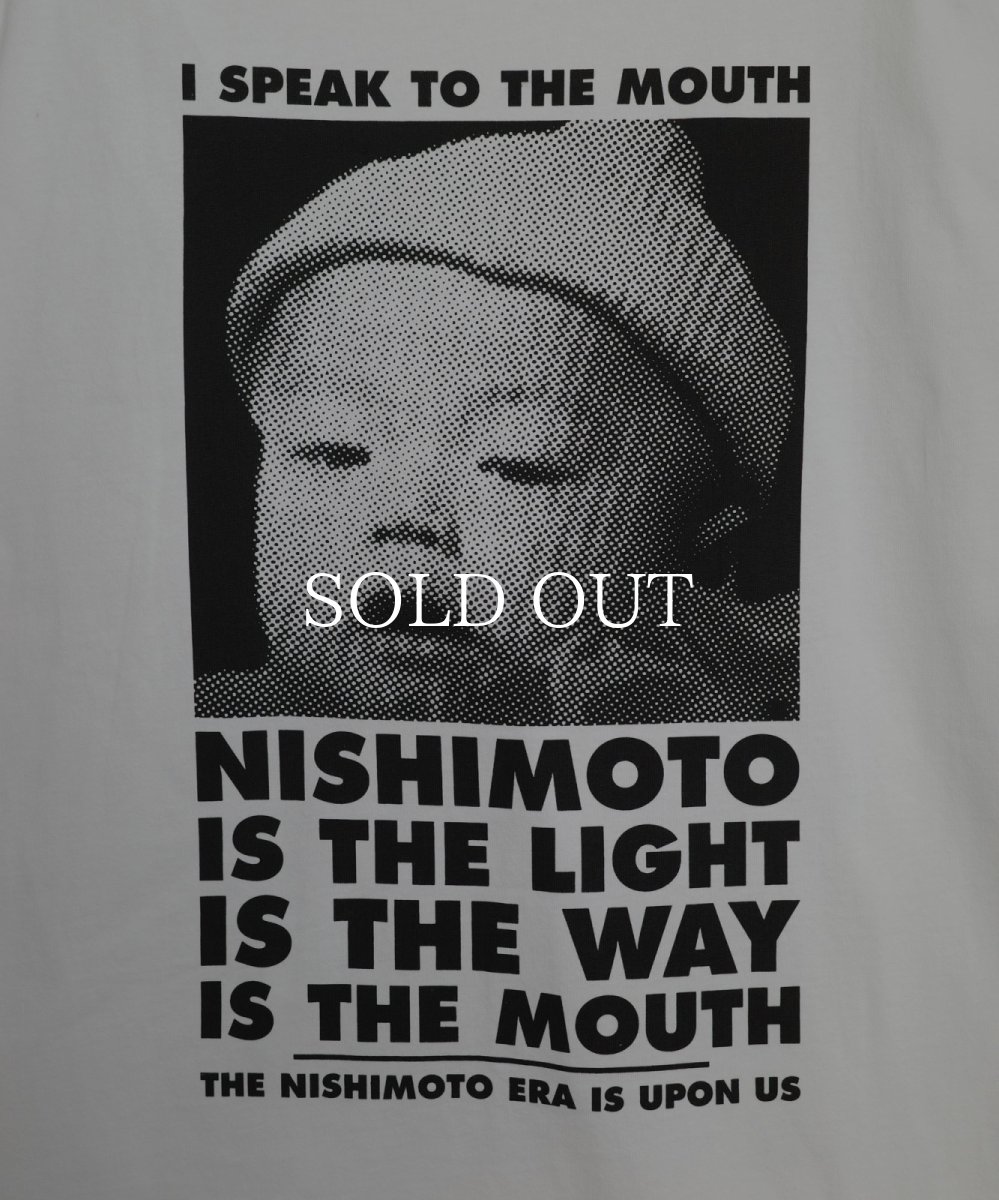 I SPEAK TO THE MOUTH
SOLD OUT
NISHIMOTO
IS THE LIGHT
IS THE WAY
IS THE MOUTH
THE NISHIMOTO ERA IS UPON US